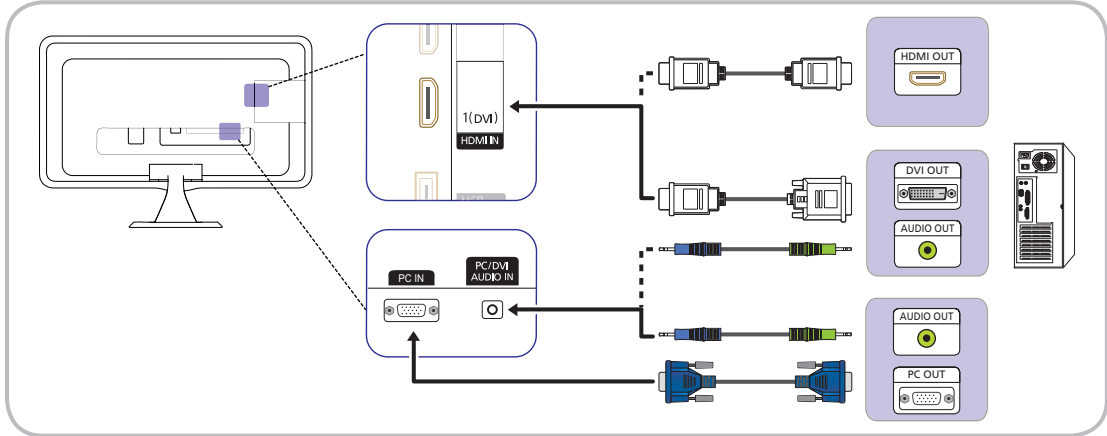 1(DVI)
HDMI IN
PC IN
PC/DVI
AUDIO IN
HDMI OUT
DVI OUT
AUDIO OUT
AUDIO OUT
PC OUT